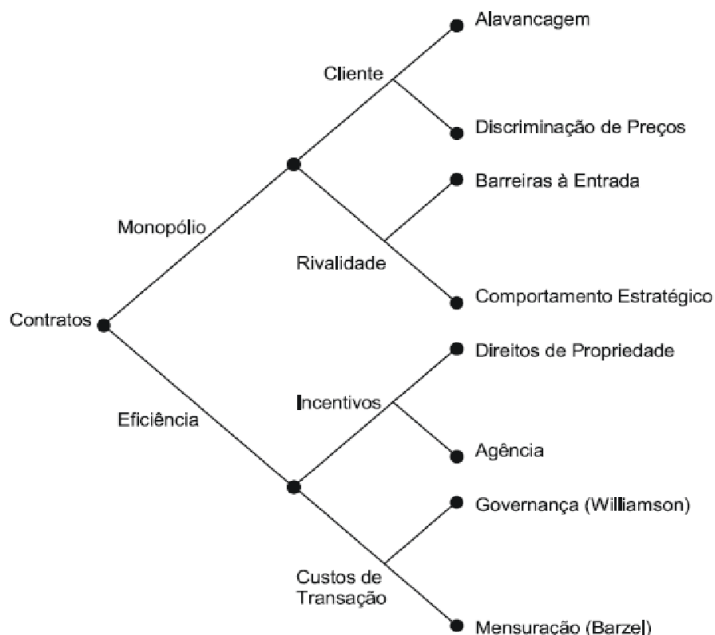 Alavancagem
Cliente
Discriminação de Preços
Barreiras à Entrada
Monopólio
Rivalidade
Comportamento Estratégico
Contratos
Direitos de Propriedade
Incentivos
Eficiência
Agência
Governança (Williamson)
Custos de
Transação
Mensuração (Barzel)